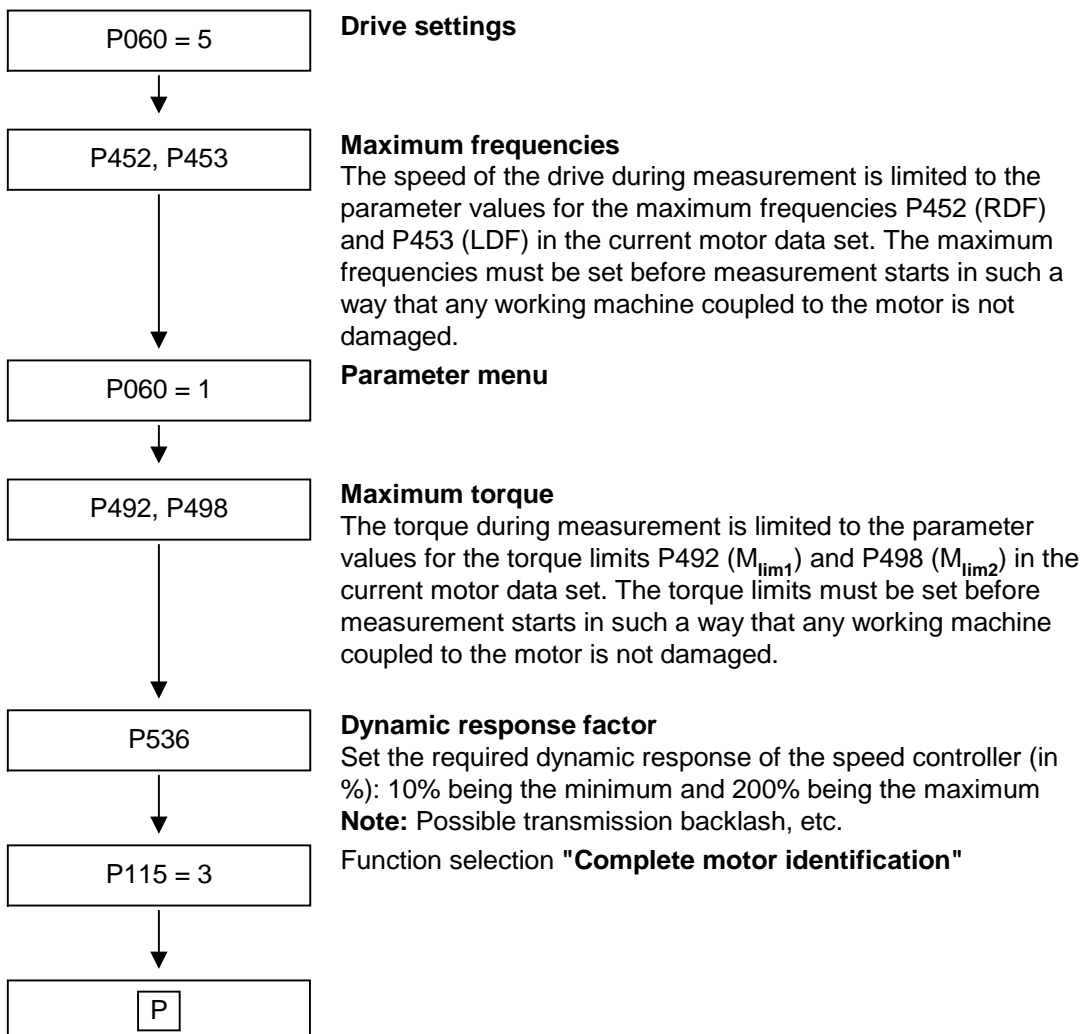 P060 = 5
Drive settings
P452, P453
Maximum frequencies
The speed of the drive during measurement is limited to the
parameter values for the maximum frequencies P452 (RDF)
and P453 (LDF) in the current motor data set. The maximum
frequencies must be set before measurement starts in such a
way that any working machine coupled to the motor is not
damaged.
P060 = 1
Parameter menu
P492, P498
Maximum torque
The torque during measurement is limited to the parameter
values for the torque limits P492 (Mlim1) and P498 (Mlim2) in the
current motor data set. The torque limits must be set before
measurement starts in such a way that any working machine
coupled to the motor is not damaged.
P536
Dynamic response factor
Set the required dynamic response of the speed controller (in
%): 10% being the minimum and 200% being the maximum
Note: Possible transmission backlash, etc.
P115 = 3
Function selection "Complete motor identification"
P